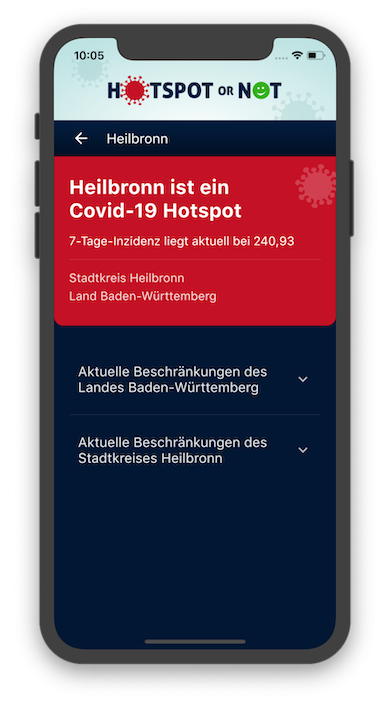 10:05
HOTSPOT OR NOT
Heilbronn
Heilbronn ist ein
Covid-19 Hotspot
7-Tage-Inzidenz liegt aktuell bei 240,93
Stadtkreis Heilbronn
Land Baden-Württemberg
Aktuelle Beschränkungen des
Landes Baden-Württemberg
Aktuelle Beschränkungen des
Stadtkreises Heilbronn